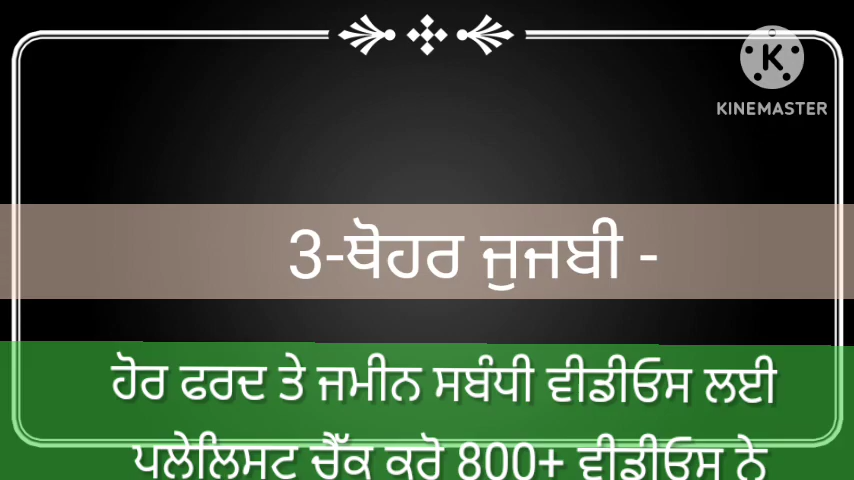 KINEMASTER
3-ਥੋਹਰ ਜੁਜਬੀ -
ਹੋਰ ਫਰਦ ਤੇ ਜਮੀਨ ਸਬੰਧੀ ਵੀਡੀਓਸ ਲਈ
ਪਲੇਲਿਸਟ ਚੈੱਕ ਕਰੋ 800+ ਵੀਡੀਓਸ ਨੇ